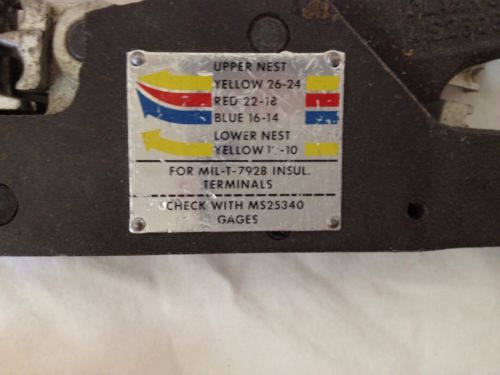 UPPER NEST
YELLOW 26-24
RED 22-18
BLUE 16-14
LOWER NEST
YELLOW -10
FOR MIL-T-7928 INSUL.
TERMINALS
CHECK WITH MS25340
GAGES